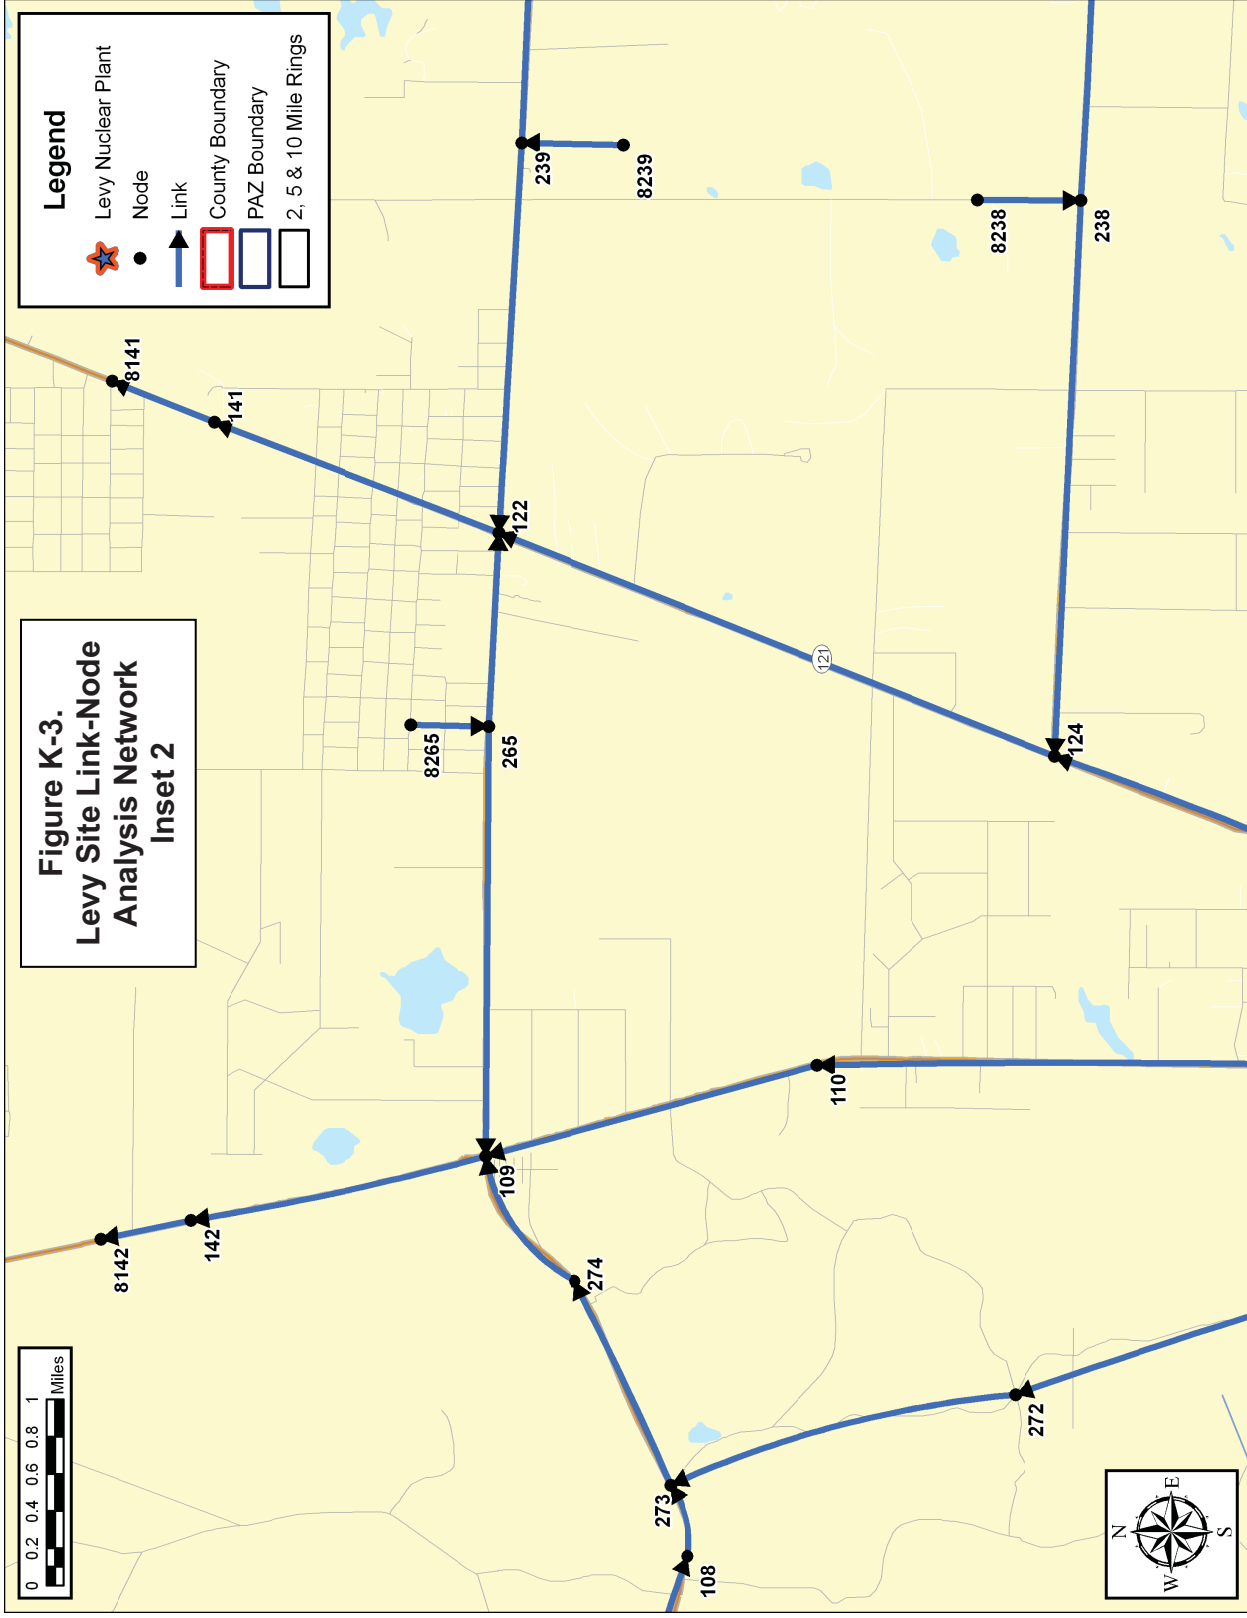 Figure K-3.
Levy Site Link-Node
Analysis Network
Inset 2
Legend
Levy Nuclear Plant
Node
Link
County Boundary
PAZ Boundary
2, 5 & 10 Mile Rings
0 0.2 0.4 0.6 0.8 1
Miles
8142
142
109
274
273
108
272
110
8265
265
122
141
8141
121
124
239
8239
8238
238
N
W E
S